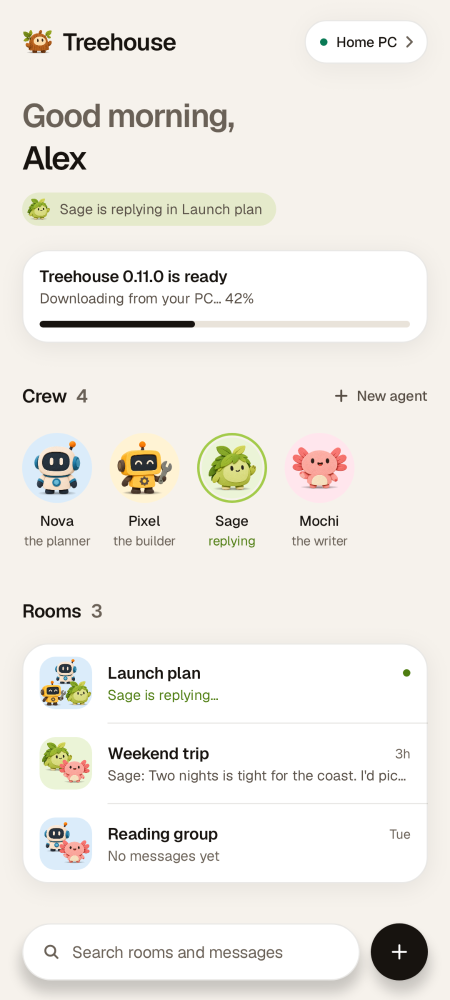 Treehouse
Home PC
Good morning,
Alex
Sage is replying in Launch plan
Treehouse 0.11.0 is ready
Downloading from your PC... 42%
Crew 4
+ New agent
Nova
the planner
Pixel
the builder
Sage
replying
Mochi
the writer
Rooms 3
Launch plan
Sage is replying...
Weekend trip
3h
Sage: Two nights is tight for the coast. I'd pic...
Reading group
Tue
No messages yet
Search rooms and messages